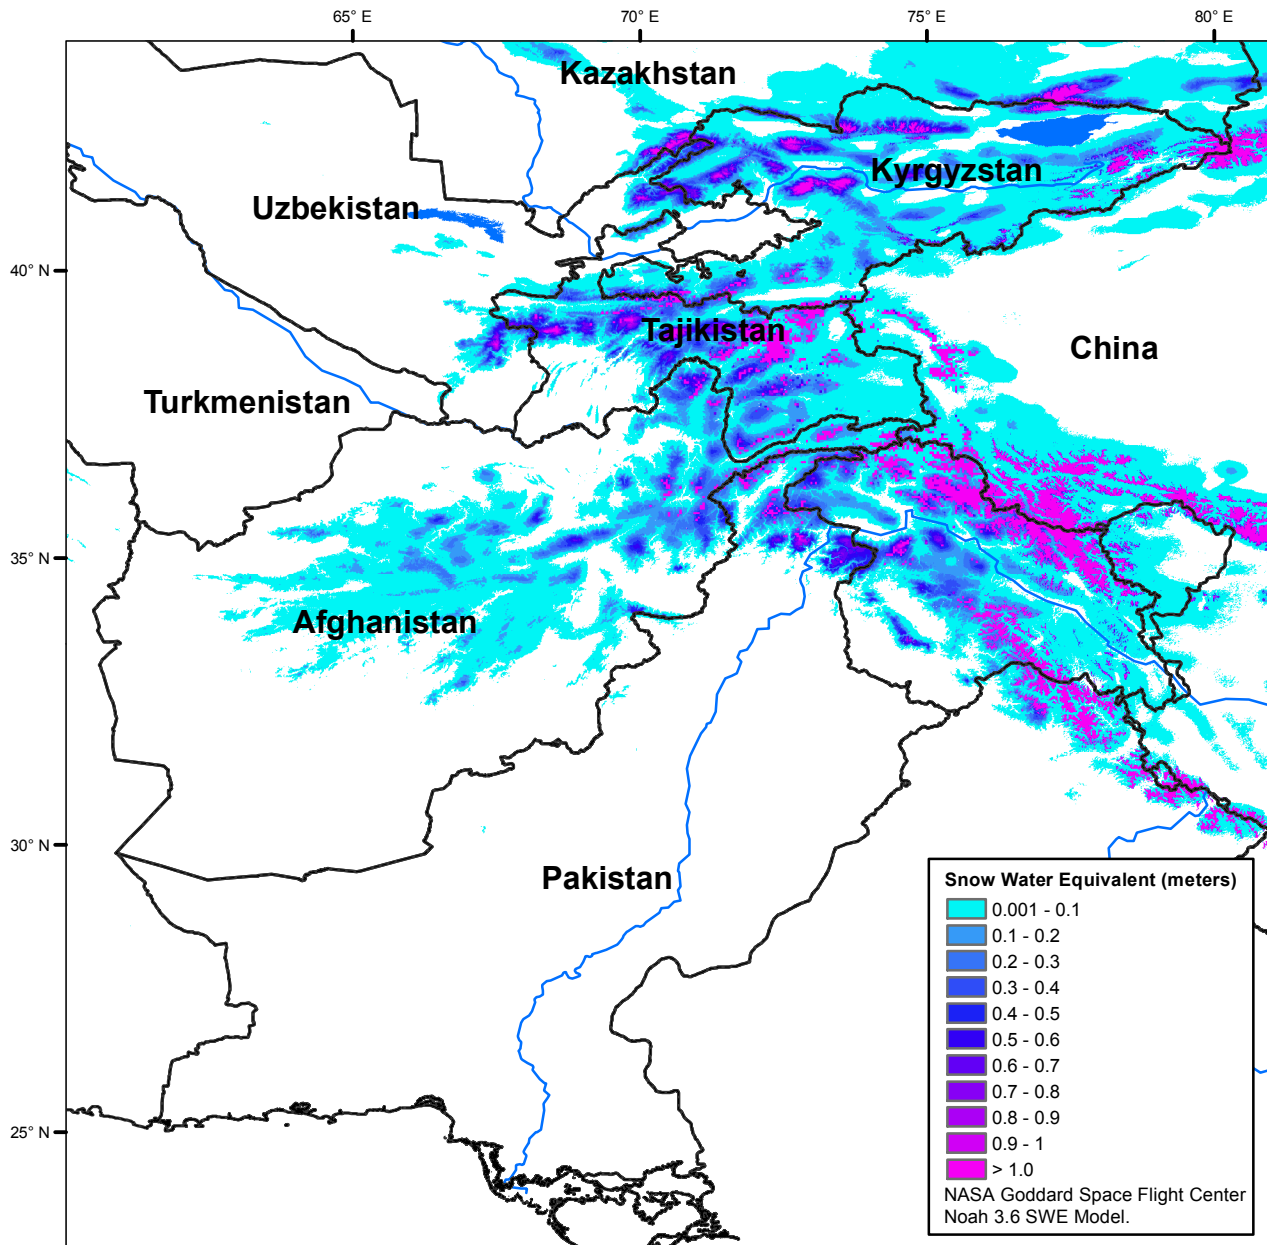 65° E
70° E
75° E
80° E
Kazakhstan
Kyrgyzstan
Uzbekistan
40° N
Tajikistan
China
Turkmenistan
35° N
Afghanistan
30° N
Pakistan
25° N
Snow Water Equivalent (meters)
0.001 - 0.1
0.1 - 0.2
0.2 - 0.3
0.3 - 0.4
0.4 - 0.5
0.5 - 0.6
0.6 - 0.7
0.7 - 0.8
0.8 - 0.9
0.9 - 1
> 1.0
NASA Goddard Space Flight Center
Noah 3.6 SWE Model.